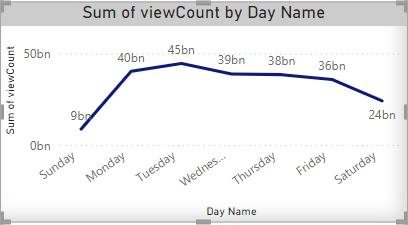 Sum of viewCount by Day Name
Sum of viewCount
50bn
0bn
9bn
40bn
45bn
39bn
38bn
36bn
24bn
Sunday
Monday
Tuesday
Wednes...
Thursday
Friday
Saturday
Day Name